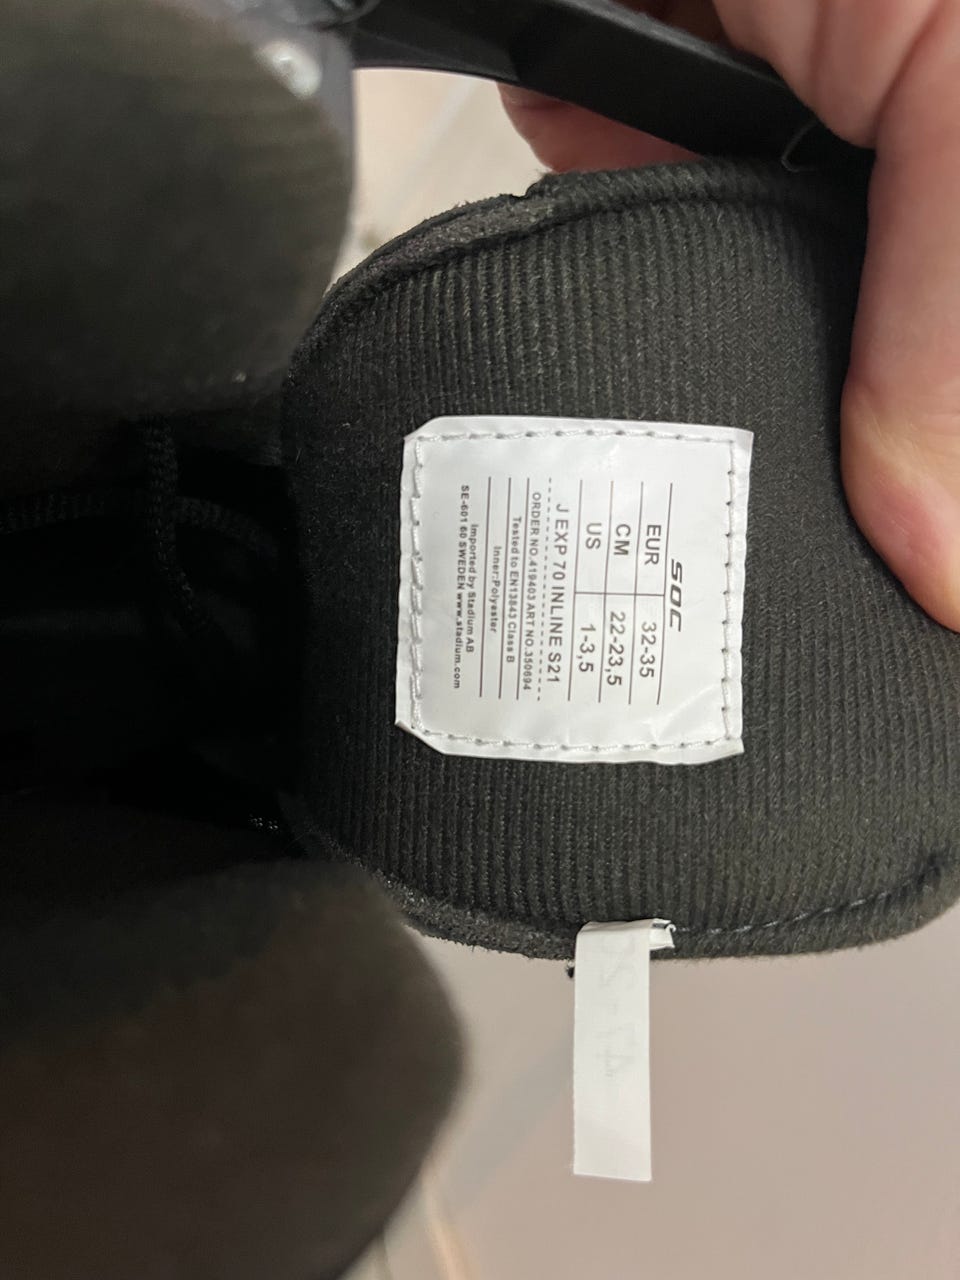 SOC
EUR 32-35
CM 22-23,5
US 1-3,5
J EXP 70 INLINE S21
ORDER NO.419403 ART NO.350694
Tested to EN13843 Class B
Inner:Polyester
Imported by Stadium AB
SE-601 60 SWEDEN www.stadium.com